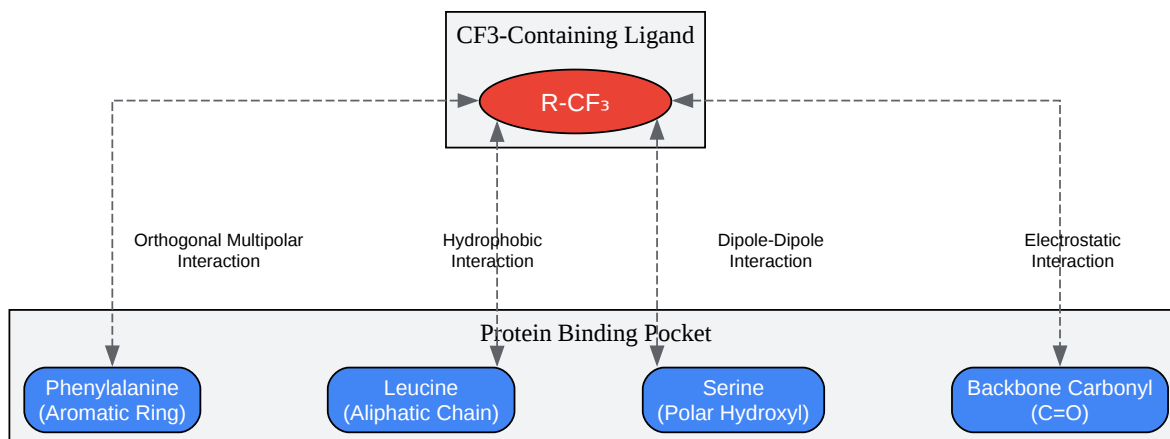 CF3-Containing Ligand
R-CF₃
Orthogonal Multipolar
Interaction
Hydrophobic
Interaction
Dipole-Dipole
Interaction
Electrostatic
Interaction
Protein Binding Pocket
Phenylalanine
(Aromatic Ring)
Leucine
(Aliphatic Chain)
Serine
(Polar Hydroxyl)
Backbone Carbonyl
(C=O)